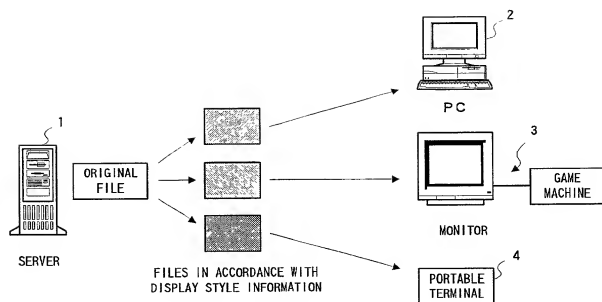 2
PC
1
3
ORIGINAL
FILE
GAME
MACHINE
MONITOR
SERVER
4
FILES IN ACCORDANCE WITH
DISPLAY STYLE INFORMATION
PORTABLE
TERMINAL